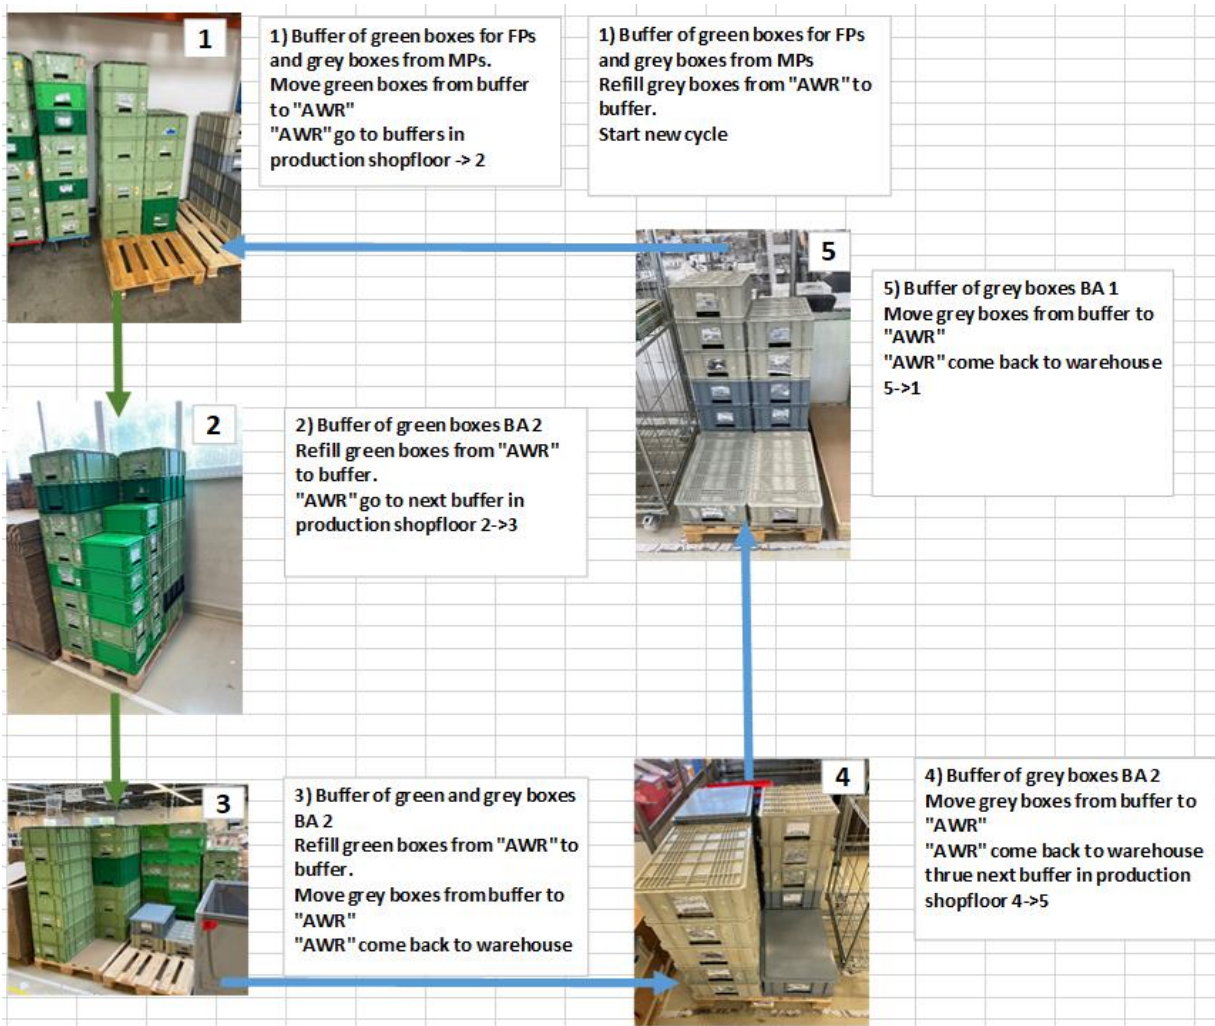 1
1) Buffer of green boxes for FPs
and grey boxes from MPs.
Move green boxes from buffer
to "AWR"
"AWR" go to buffers in
production shopfloor -> 2
1) Buffer of green boxes for FPs
and grey boxes from MPs
Refill grey boxes from "AWR" to
buffer.
Start new cycle
5
5) Buffer of grey boxes BA 1
Move grey boxes from buffer to
"AWR"
"AWR" come back to warehouse
5->1
2
2) Buffer of green boxes BA 2
Refill green boxes from "AWR"
to buffer.
"AWR" go to next buffer in
production shopfloor 2->3
3
3) Buffer of green and grey boxes
BA 2
Refill green boxes from "AWR" to
buffer.
Move grey boxes from buffer to
"AWR"
"AWR" come back to warehouse
4
4) Buffer of grey boxes BA 2
Move grey boxes from buffer to
"AWR"
"AWR" come back to warehouse
thrue next buffer in production
shopfloor 4->5